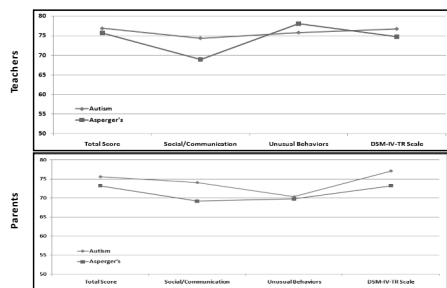 Teachers
80
75
70
65
60
55
50
Autism
Asperger's
Total Score Social/Communication Unusual Behaviors DSM-IV-TR Scale
Parents
80
75
70
65
60
55
50
Autism
Asperger's
Total Score Social/Communication Unusual Behaviors DSM-IV-TR Scale